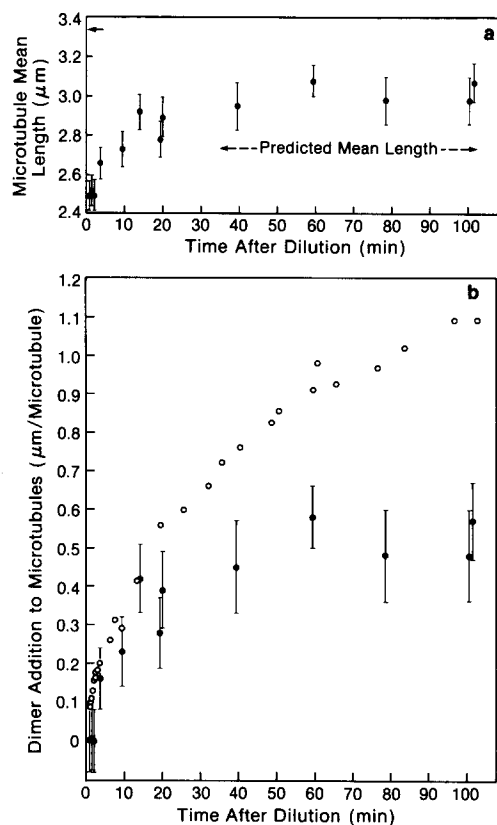 a
Microtubule Mean
Length (μm)
3.4
3.2
3.0
2.8
2.6
2.4
Predicted Mean Length
0 10 20 30 40 50 60 70 80 90 100
Time After Dilution (min)
b
Dimer Addition to Microtubules (μm/Microtubule)
1.2
1.1
1.0
0.9
0.8
0.7
0.6
0.5
0.4
0.3
0.2
0.1
0
0 10 20 30 40 50 60 70 80 90 100
Time After Dilution (min)